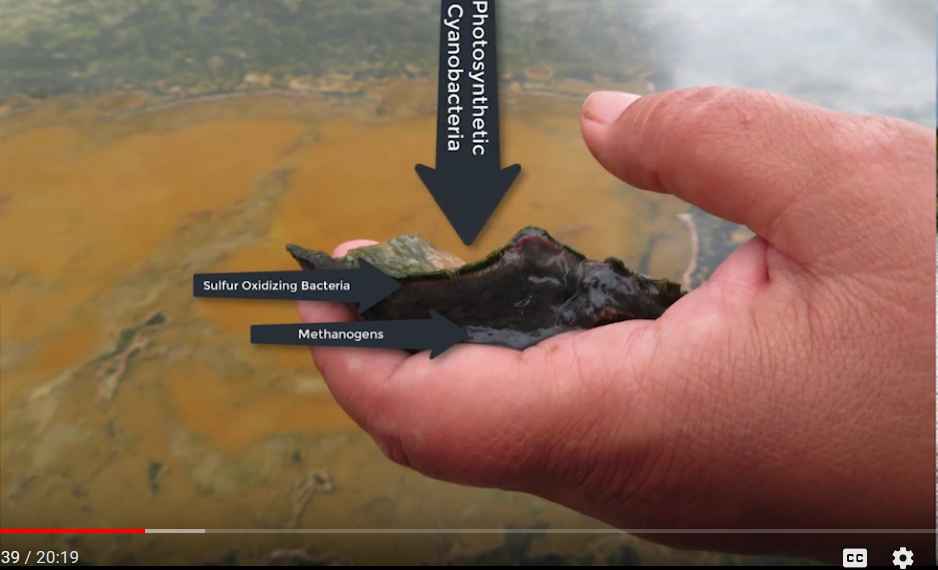 Photosynthetic
Cyanobacteria
Sulfur Oxidizing Bacteria
Methanogens
39 / 20:19
CC